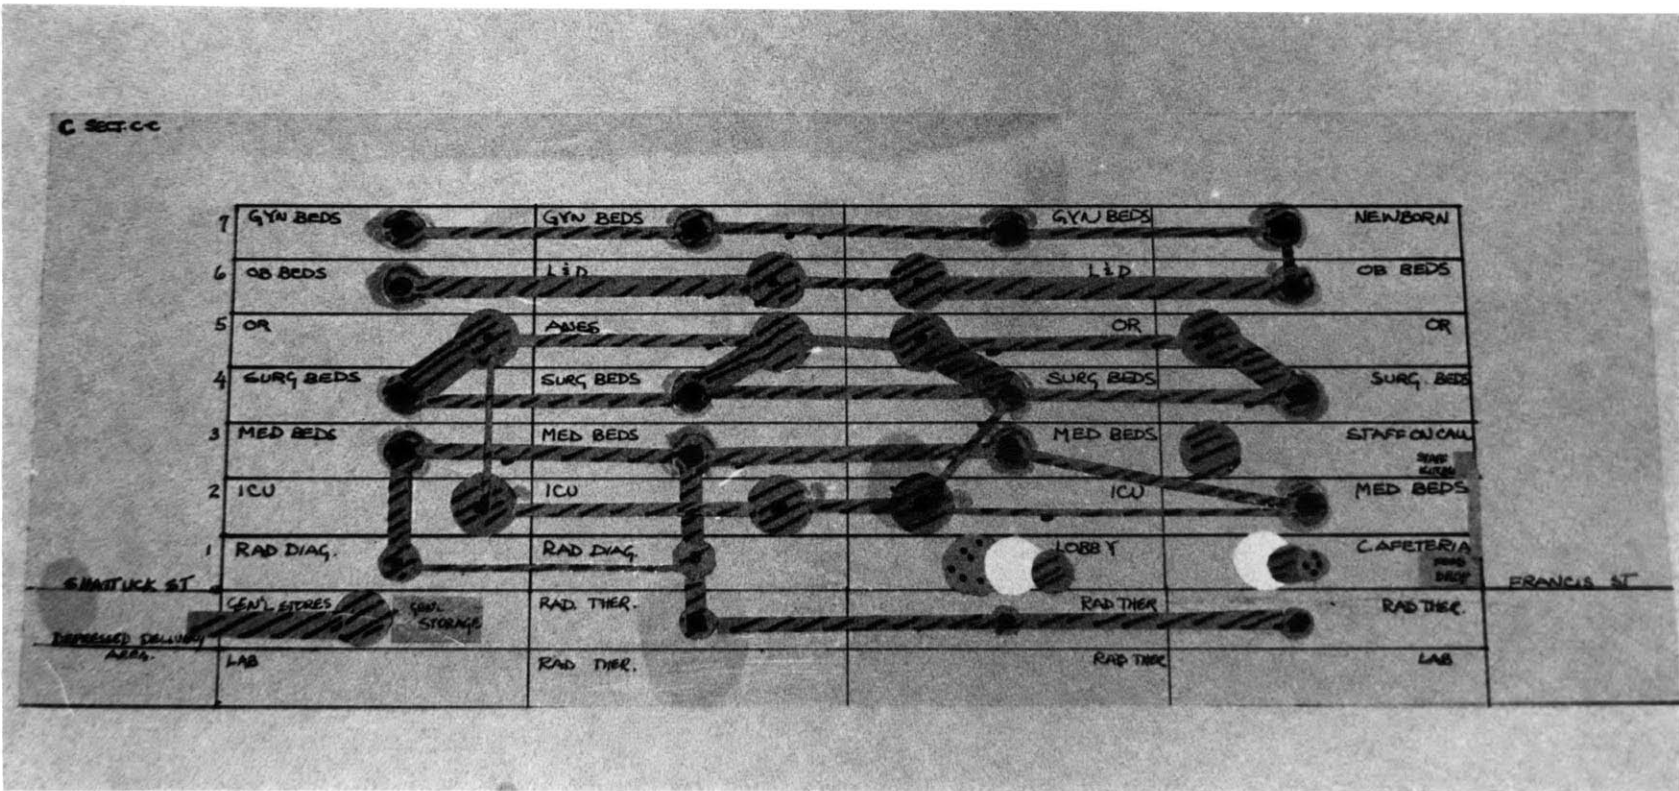 C SECT. C-C
7 GYN BEDS GYN BEDS GYN BEDS NEWBORN
6 OB BEDS L&D L&D OB BEDS
5 OR ANES OR OR
4 SURG BEDS SURG BEDS SURG BEDS SURG. BEDS
3 MED BEDS MED BEDS MED BEDS STAFF ON CALL
STAFF
2 ICU ICU ICU MED BEDS
1 RAD DIAG. RAD DIAG. LOBBY CAFETERIA
FOOD
DROP
SHATTUCK ST FRANCIS ST
GEN'L STORES GEN'L STORAGE RAD. THER. RAD THER RAD THER.
DEPRESSED DELIVERY
AREA.
LAB RAD THER. RAD THER LAB